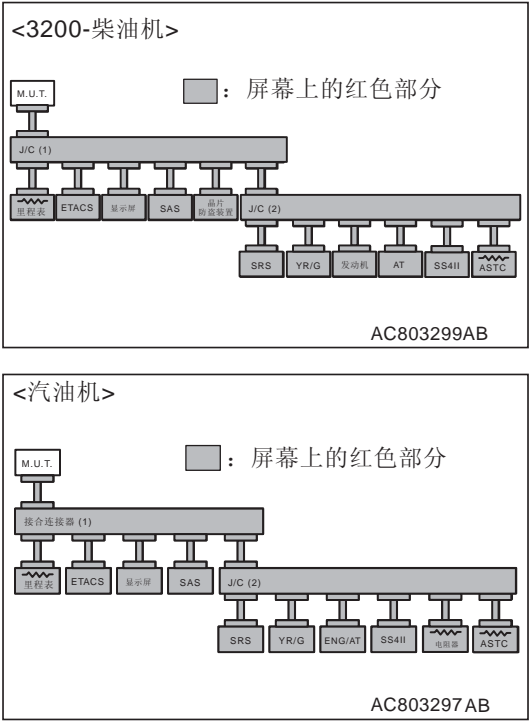 <3200-柴油机>
M.U.T.
：屏幕上的红色部分
J/C (1)
里程表 ETACS 显示屏 SAS 晶片
防盗装置 J/C (2)
SRS YR/G 发动机 AT SS4II ASTC
AC803299AB
<汽油机>
M.U.T.
：屏幕上的红色部分
接合连接器 (1)
里程表 ETACS 显示屏 SAS J/C (2)
SRS YR/G ENG/AT SS4II 电阻器 ASTC
AC803297AB